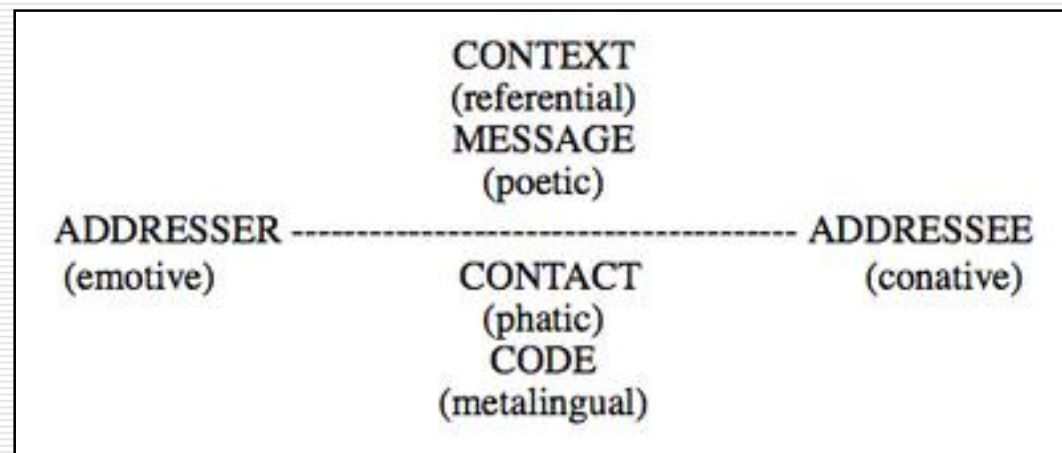 CONTEXT
(referential)
MESSAGE
(poetic)
ADDRESSER -------------------------------------- ADDRESSEE
(emotive) (conative)
CONTACT
(phatic)
CODE
(metalingual)